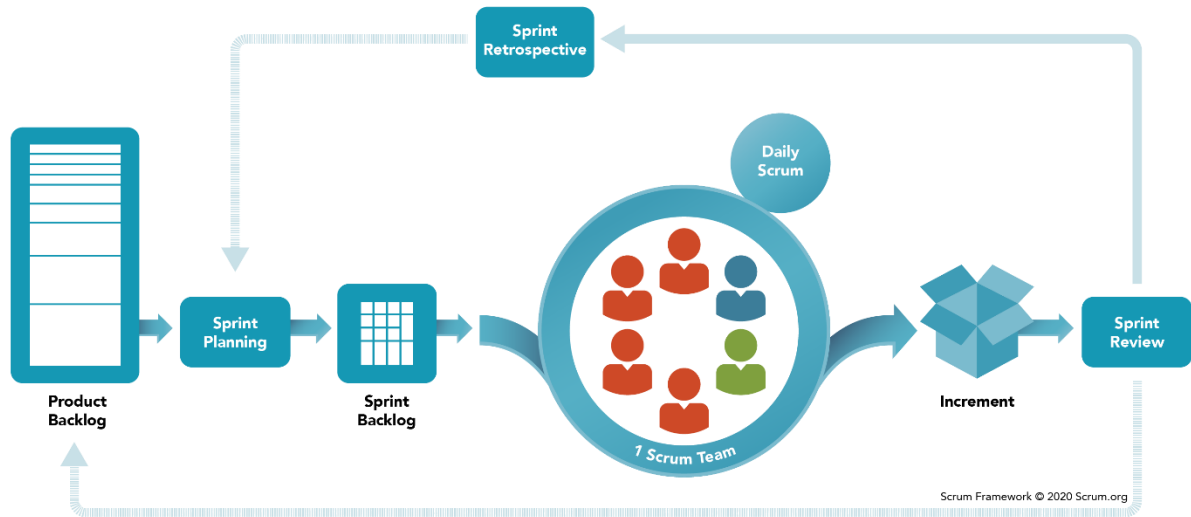 Sprint
Retrospective
Daily
Scrum
Sprint
Planning
Sprint
Review
Product
Backlog
Sprint
Backlog
Increment
1 Scrum Team
Scrum Framework © 2020 Scrum.org